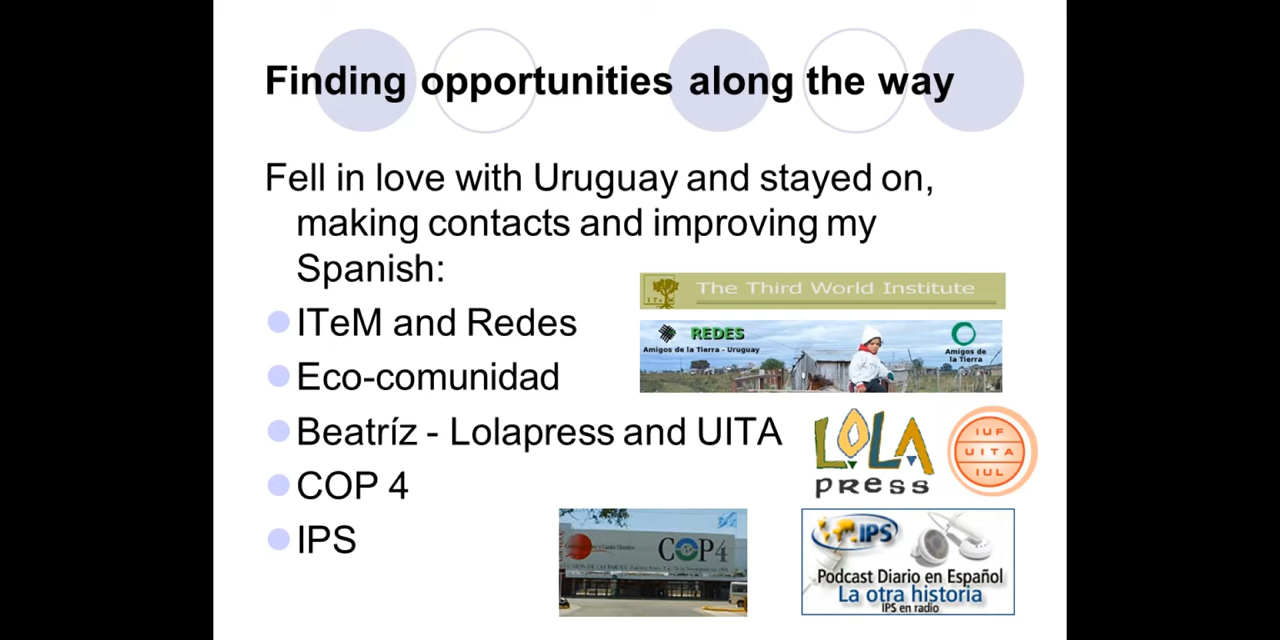 Finding opportunities along the way
Fell in love with Uruguay and stayed on,
making contacts and improving my
Spanish:
ITeM and Redes
Eco-comunidad
Beatríz - Lolapress and UITA
COP 4
IPS
ITeM
The Third World Institute
REDES
Amigos de la Tierra - Uruguay
Amigos de
la Tierra
LOLA
press
IUF
UITA
IUL
COP4
IPS
Podcast Diario en Español
La otra historia
IPS en radio